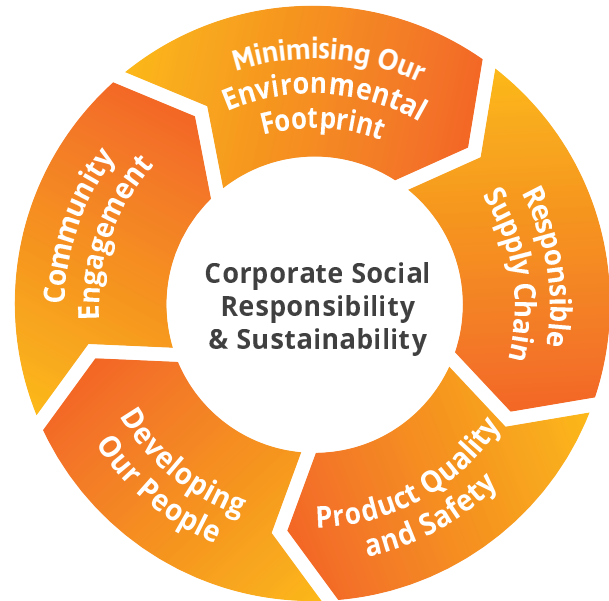 Minimising Our
Environmental
Footprint
Responsible
Supply Chain
Product Quality
and Safety
Developing
Our People
Community
Engagement
Corporate Social
Responsibility
& Sustainability